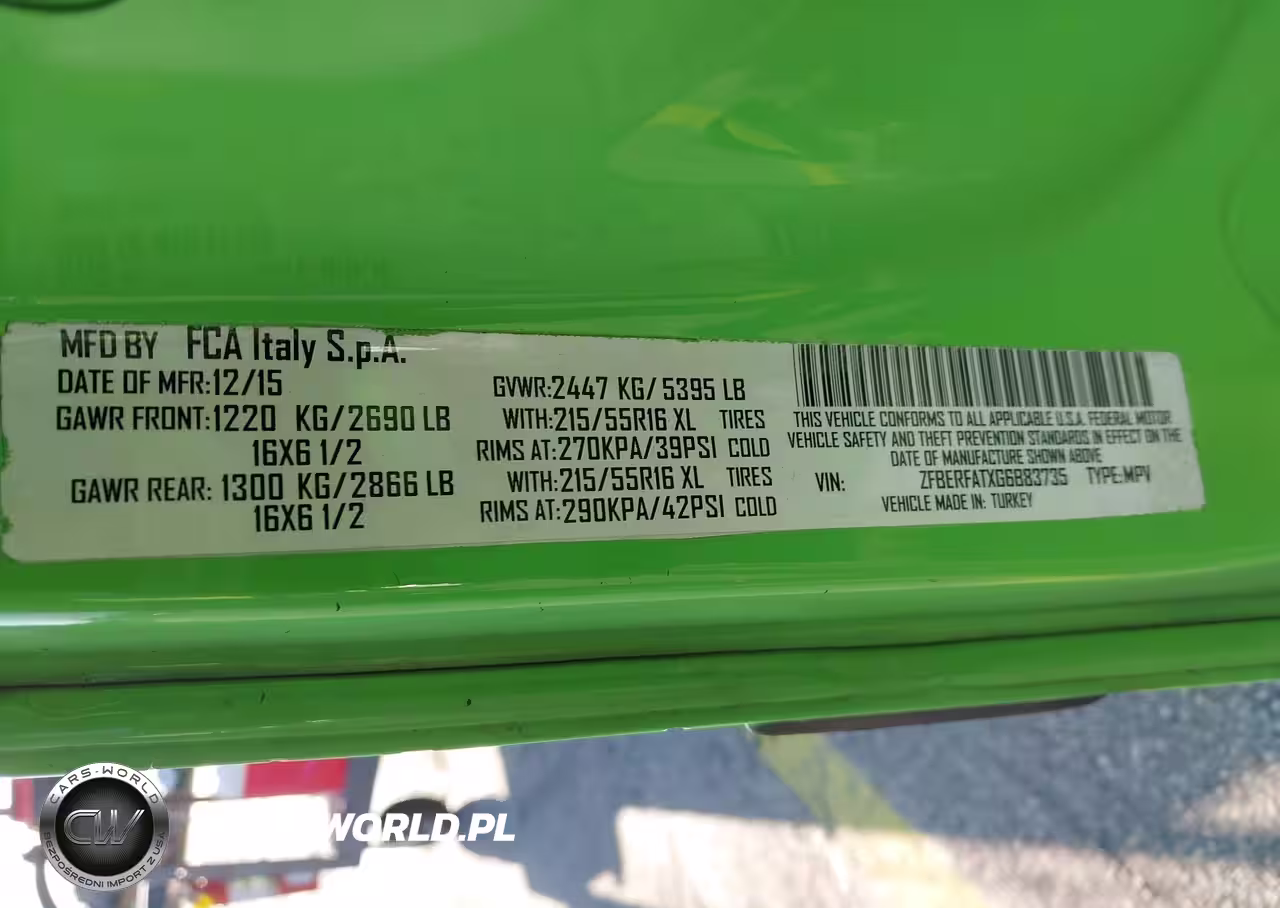 MFD BY FCA Italy S.p.A.
DATE OF MFR:12/15
GAWR FRONT:1220 KG/2690 LB
16X6 1/2
GAWR REAR: 1300 KG/2866 LB
16X6 1/2
GVWR:2447 KG/ 5395 LB
WITH:215/55R16 XL TIRES
RIMS AT:270KPA/39PSI COLD
WITH:215/55R16 XL TIRES
RIMS AT:290KPA/42PSI COLD
THIS VEHICLE CONFORMS TO ALL APPLICABLE U.S.A. FEDERAL MOTOR
VEHICLE SAFETY AND THEFT PREVENTION STANDARDS IN EFFECT ON THE
DATE OF MANUFACTURE SHOWN ABOVE
VIN: ZFBERFATXG6B83735 TYPE:MPV
VEHICLE MADE IN: TURKEY
CARS-WORLD
CW
BEZPOŚREDNI IMPORT Z USA
WORLD.PL